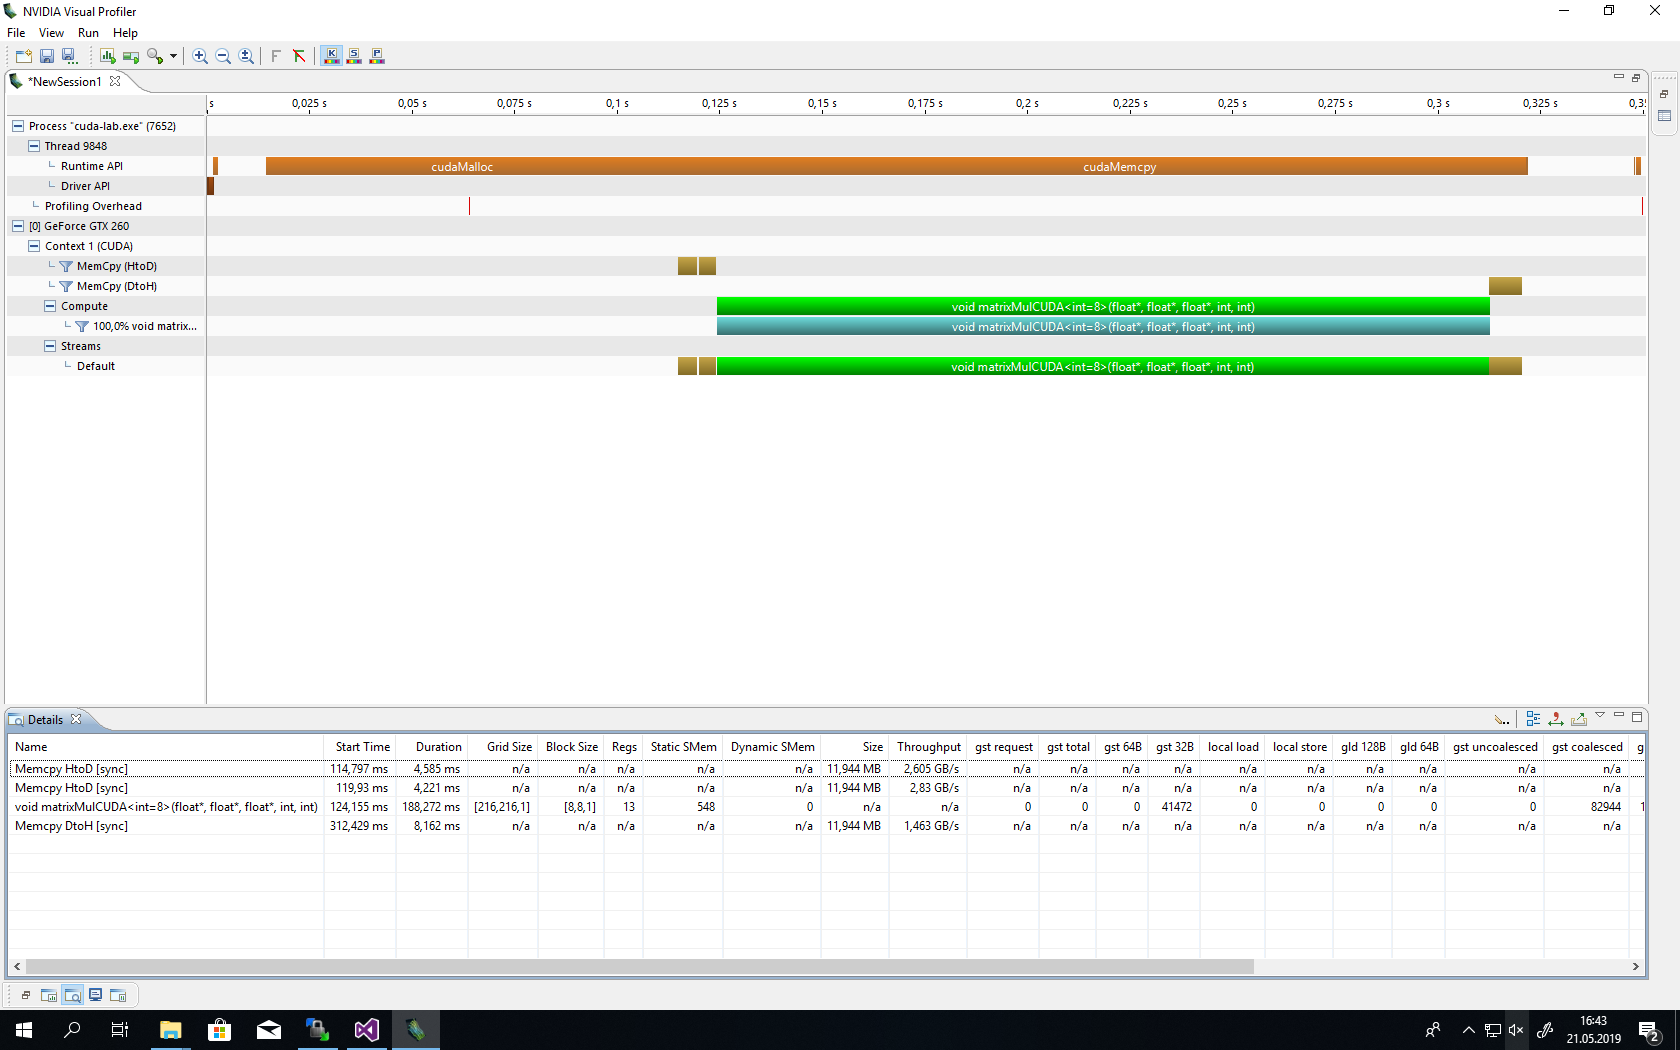 NVIDIA Visual Profiler
File View Run Help
F K S P
*NewSession1
s 0,025 s 0,05 s 0,075 s 0,1 s 0,125 s 0,15 s 0,175 s 0,2 s 0,225 s 0,25 s 0,275 s 0,3 s 0,325 s 0,3
Process "cuda-lab.exe" (7652)
Thread 9848
Runtime API cudaMalloc cudaMemcpy
Driver API
Profiling Overhead
[0] GeForce GTX 260
Context 1 (CUDA)
MemCpy (HtoD)
MemCpy (DtoH)
Compute void matrixMulCUDA<int=8>(float*, float*, float*, int, int)
100,0% void matrix... void matrixMulCUDA<int=8>(float*, float*, float*, int, int)
Streams
Default void matrixMulCUDA<int=8>(float*, float*, float*, int, int)
Details
Name Start Time Duration Grid Size Block Size Regs Static SMem Dynamic SMem Size Throughput gst request gst total gst 64B gst 32B local load local store gld 128B gld 64B gst uncoalesced gst coalesced g
Memcpy HtoD [sync] 114,797 ms 4,585 ms n/a n/a n/a n/a n/a 11,944 MB 2,605 GB/s n/a n/a n/a n/a n/a n/a n/a n/a n/a n/a
Memcpy HtoD [sync] 119,93 ms 4,221 ms n/a n/a n/a n/a n/a 11,944 MB 2,83 GB/s n/a n/a n/a n/a n/a n/a n/a n/a n/a n/a
void matrixMulCUDA<int=8>(float*, float*, float*, int, int) 124,155 ms 188,272 ms [216,216,1] [8,8,1] 13 548 0 n/a n/a 0 0 0 41472 0 0 0 0 0 82944 1
Memcpy DtoH [sync] 312,429 ms 8,162 ms n/a n/a n/a n/a n/a 11,944 MB 1,463 GB/s n/a n/a n/a n/a n/a n/a n/a n/a n/a n/a
16:43
21.05.2019
2